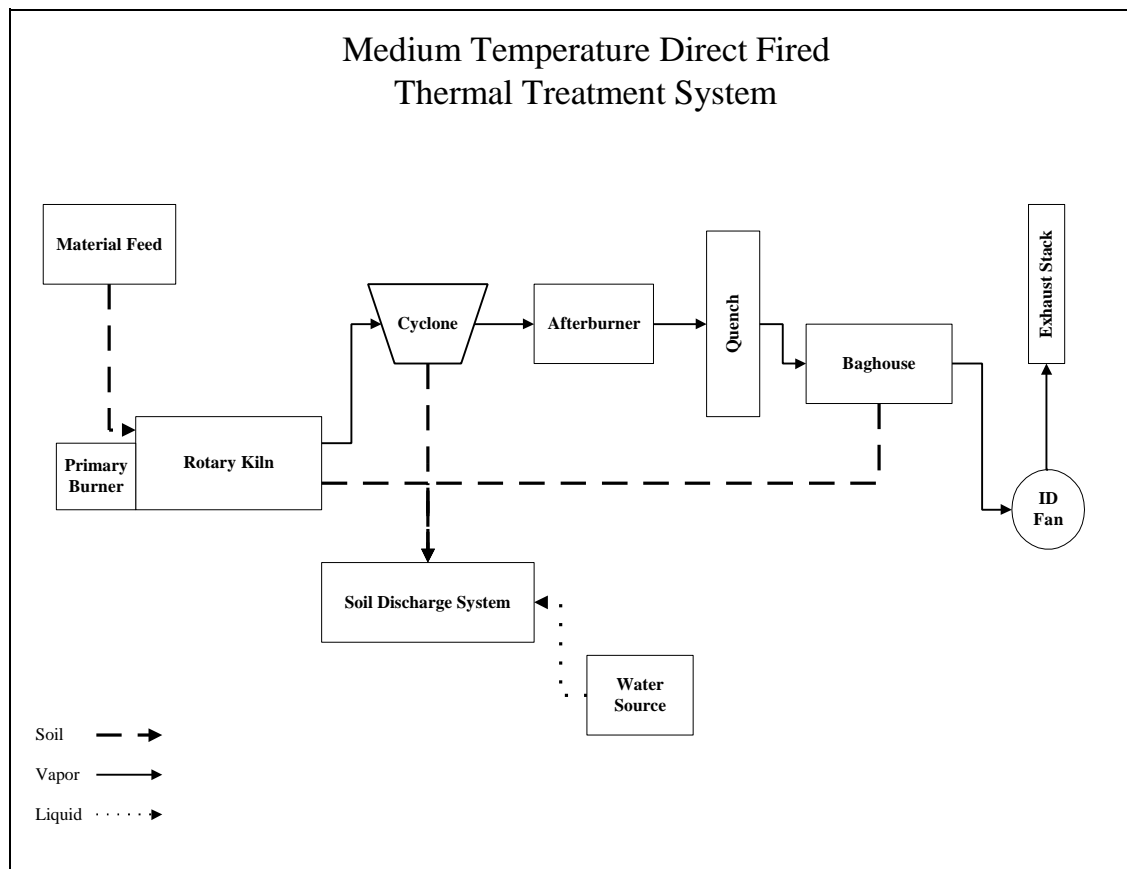 Medium Temperature Direct Fired
Thermal Treatment System
Material Feed
Cyclone
Afterburner
Quench
Baghouse
Exhaust Stack
Primary
Burner
Rotary Kiln
ID
Fan
Soil Discharge System
Water
Source
Soil
Vapor
Liquid